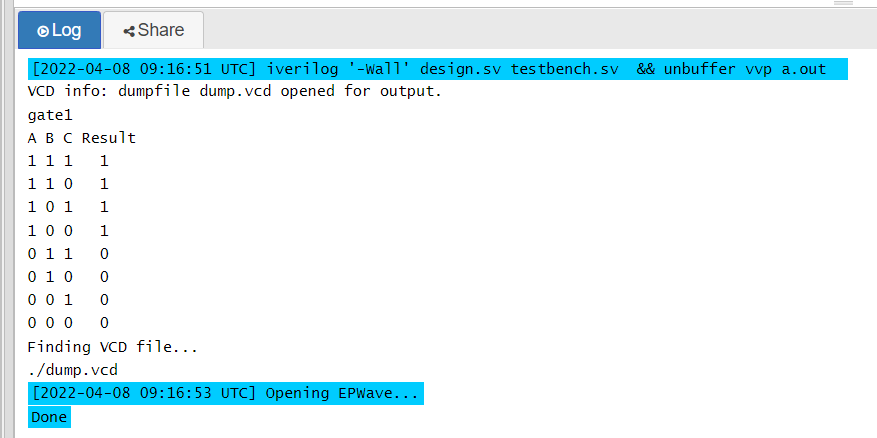 Log Share
[2022-04-08 09:16:51 UTC] iverilog '-Wall' design.sv testbench.sv  && unbuffer vvp a.out
VCD info: dumpfile dump.vcd opened for output.
gate1
A B C Result
1 1 1   1
1 1 0   1
1 0 1   1
1 0 0   1
0 1 1   0
0 1 0   0
0 0 1   0
0 0 0   0
Finding VCD file...
./dump.vcd
[2022-04-08 09:16:53 UTC] Opening EPWave...
Done